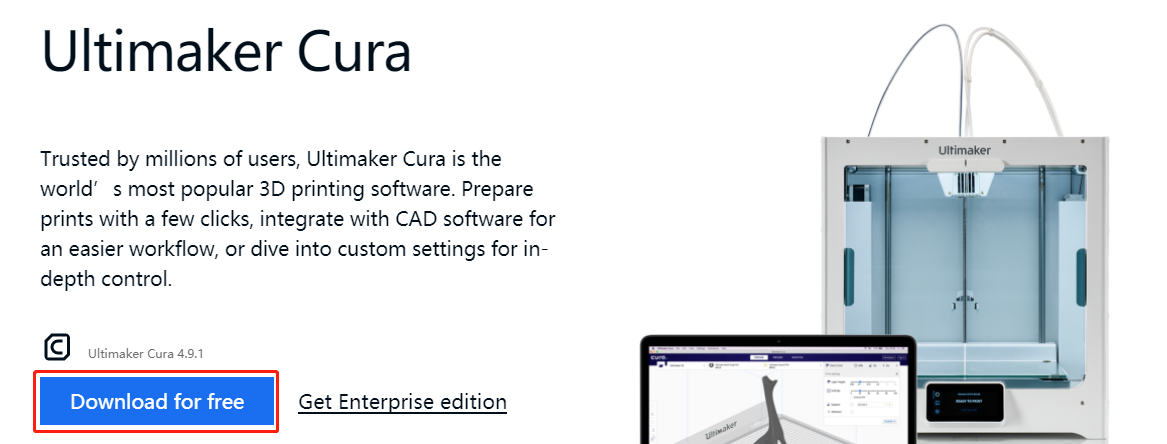 Ultimaker Cura
Trusted by millions of users, Ultimaker Cura is the
world’s most popular 3D printing software. Prepare
prints with a few clicks, integrate with CAD software for
an easier workflow, or dive into custom settings for in-
depth control.
Ultimaker Cura 4.9.1
Download for free
Get Enterprise edition
Ultimaker
cura.
Ultimaker
READY TO PRINT